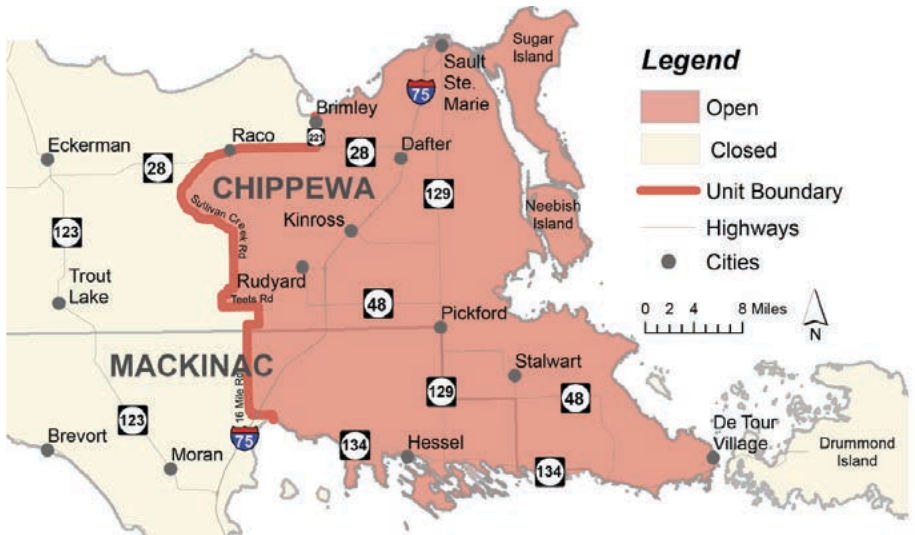 Sugar
Island
Legend
Sault
Ste.
Marie
75
Open
Brimley
221
Closed
Eckerman
Raco
28
28
Dafter
CHIPPEWA
129
Unit Boundary
Sullivan Creek Rd
Neebish
Island
Kinross
Highways
123
Cities
Trout
Lake
Rudyard
Teels Rd
48
0 2 4 8 Miles
N
Pickford
MACKINAC
Stalwart
16 Mile Rd
129
48
123
De Tour
Village
Brevort
75
134
Hessel
Moran
134
Drummond
Island